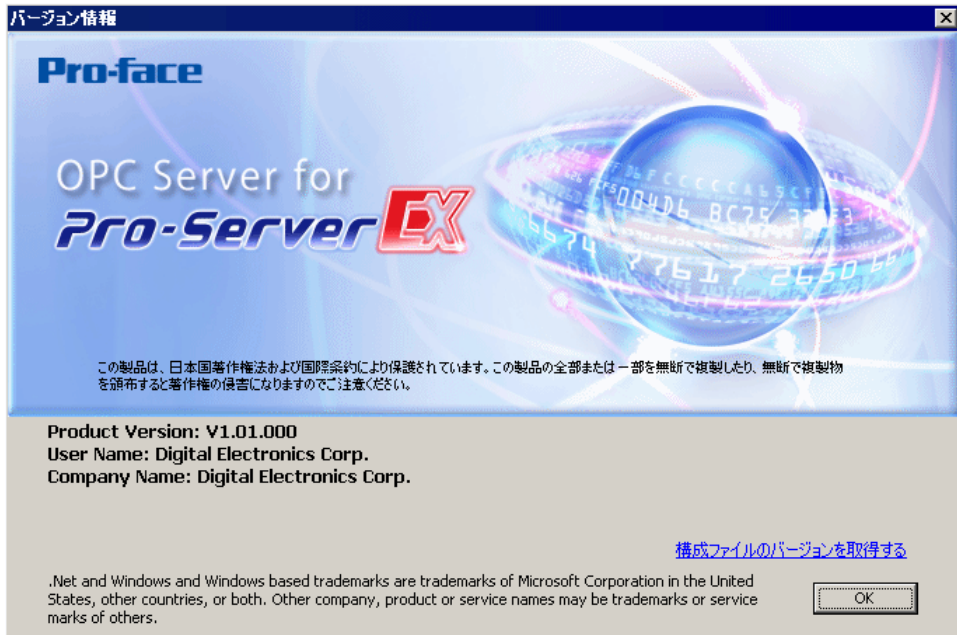 バージョン情報
Pro-face
OPC Server for
Pro-Server EX
この製品は、日本国著作権法および国際条約により保護されています。この製品の全部または一部を無断で複製したり、無断で複製物
を頒布すると著作権の侵害になりますのでご注意ください。
Product Version: V1.01.000
User Name: Digital Electronics Corp.
Company Name: Digital Electronics Corp.
構成ファイルのバージョンを取得する
.Net and Windows and Windows based trademarks are trademarks of Microsoft Corporation in the United
States, other countries, or both. Other company, product or service names may be trademarks or service
marks of others.
OK